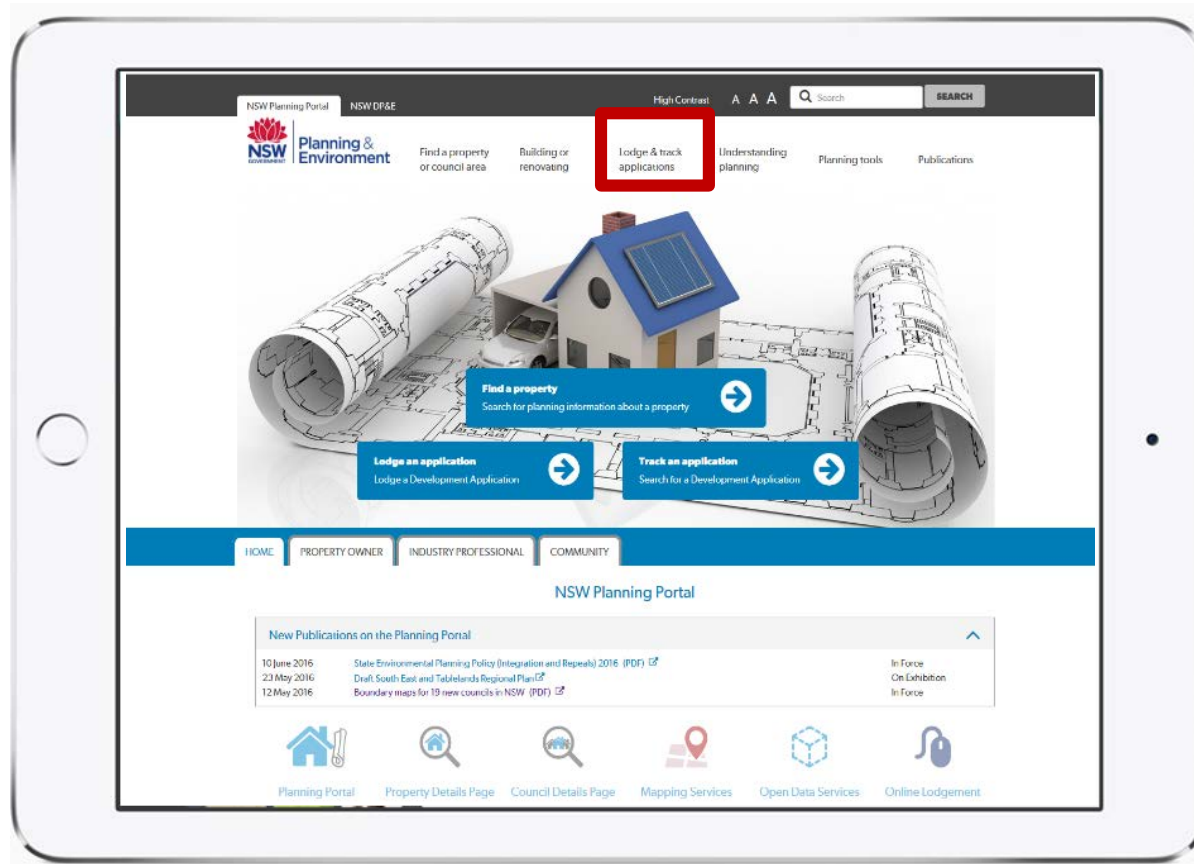 NSW Planning Portal
NSW DP&E
High Contrast
A A A
Search
SEARCH
NSW
GOVERNMENT
Planning &
Environment
Find a property
or council area
Building or
renovating
Lodge & track
applications
Understanding
planning
Planning tools
Publications
Find a property
Search for planning information about a property
Lodge an application
Lodge a Development Application
Track an application
Search for a Development Application
HOME
PROPERTY OWNER
INDUSTRY PROFESSIONAL
COMMUNITY
NSW Planning Portal
New Publications on the Planning Portal
10 June 2016 State Environmental Planning Policy (Integration and Repeals) 2016 (PDF) In Force
23 May 2016 Draft South East and Tablelands Regional Plan On Exhibition
12 May 2016 Boundary maps for 19 new councils in NSW (PDF) In Force
Planning Portal
Property Details Page
Council Details Page
Mapping Services
Open Data Services
Online Lodgement